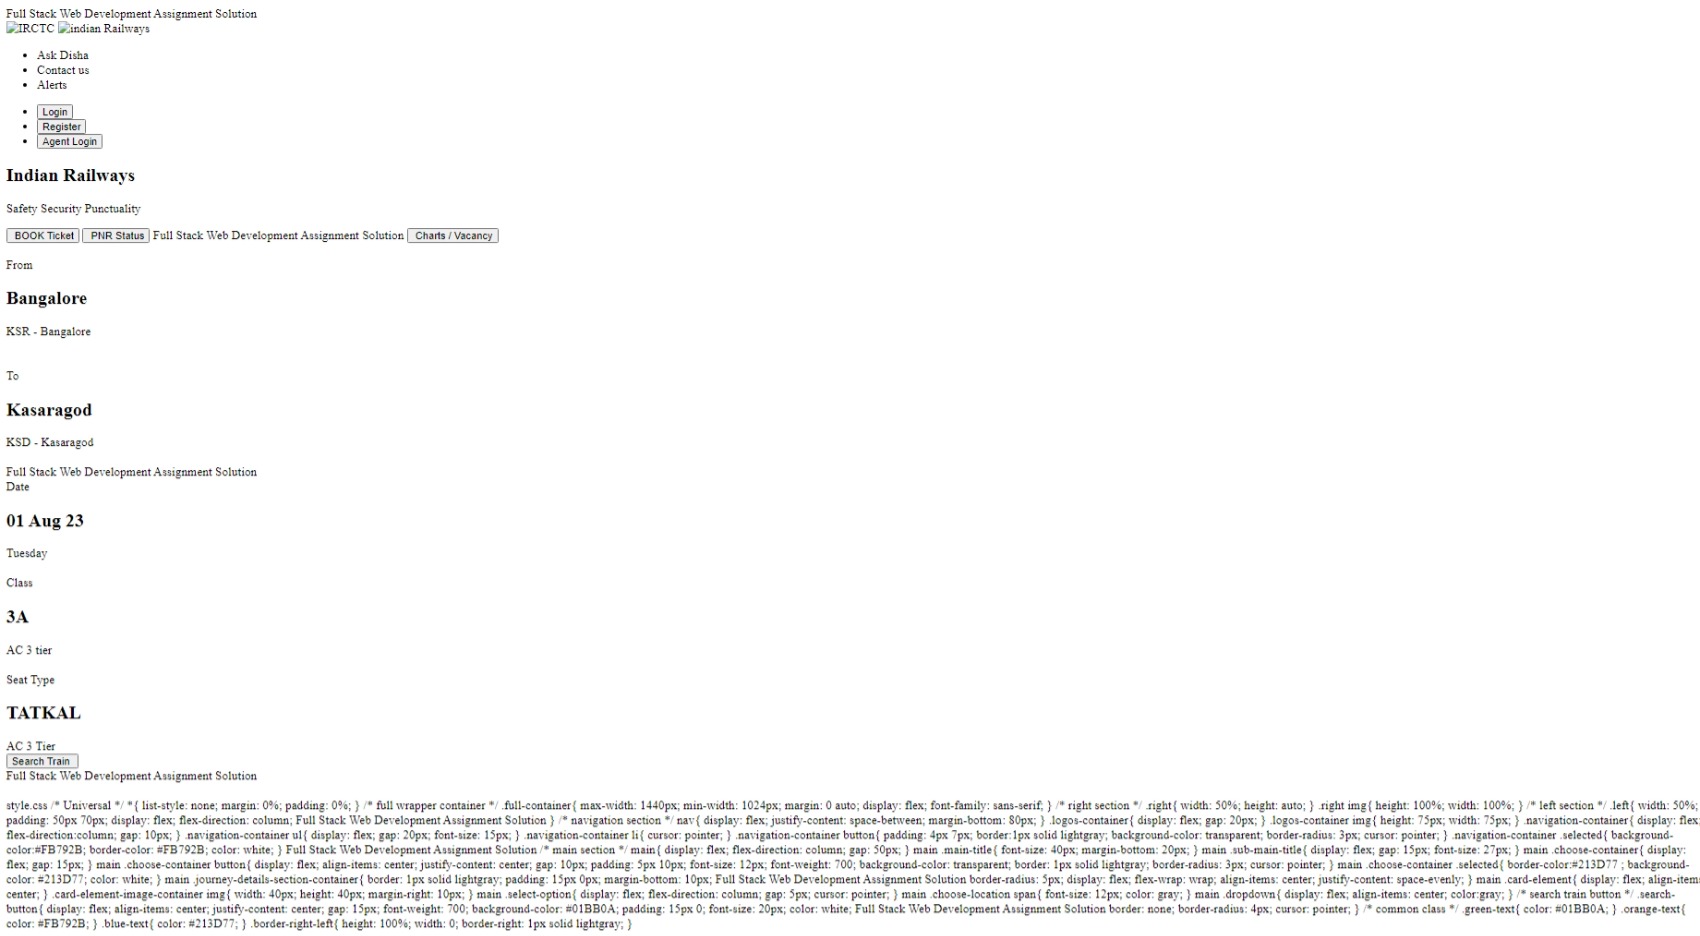 Full Stack Web Development Assignment Solution
IRCTC indian Railways
Ask Disha
Contact us
Alerts
Login
Register
Agent Login
Indian Railways
Safety Security Punctuality
BOOK Ticket PNR Status Full Stack Web Development Assignment Solution Charts / Vacancy
From
Bangalore
KSR - Bangalore
To
Kasaragod
KSD - Kasaragod
Full Stack Web Development Assignment Solution
Date
01 Aug 23
Tuesday
Class
3A
AC 3 tier
Seat Type
TATKAL
AC 3 Tier
Search Train
Full Stack Web Development Assignment Solution
style.css /* Universal */ *{ list-style: none; margin: 0%; padding: 0%; } /* full wrapper container */ .full-container{ max-width: 1440px; min-width: 1024px; margin: 0 auto; display: flex; font-family: sans-serif; } /* right section */ .right{ width: 50%; height: auto; } .right img{ height: 100%; width: 100%; } /* left section */ .left{ width: 50%;
padding: 50px 70px; display: flex; flex-direction: column; Full Stack Web Development Assignment Solution } /* navigation section */ nav{ display: flex; justify-content: space-between; margin-bottom: 80px; } .logos-container{ display: flex; gap: 20px; } .logos-container img{ height: 75px; width: 75px; } .navigation-container{ display: flex;
flex-direction:column; gap: 10px; } .navigation-container ul{ display: flex; gap: 20px; font-size: 15px; } .navigation-container li{ cursor: pointer; } .navigation-container button{ padding: 4px 7px; border:1px solid lightgray; background-color: transparent; border-radius: 3px; cursor: pointer; } .navigation-container .selected{ background-
color:#FB792B; border-color: #FB792B; color: white; } Full Stack Web Development Assignment Solution /* main section */ main{ display: flex; flex-direction: column; gap: 50px; } main .main-title{ font-size: 40px; margin-bottom: 20px; } main .sub-main-title{ display: flex; gap: 15px; font-size: 27px; } main .choose-container{ display:
flex; gap: 15px; } main .choose-container button{ display: flex; align-items: center; justify-content: center; gap: 10px; padding: 5px 10px; font-size: 12px; font-weight: 700; background-color: transparent; border: 1px solid lightgray; border-radius: 3px; cursor: pointer; } main .choose-container .selected{ border-color:#213D77 ; background-
color: #213D77; color: white; } main .journey-details-section-container{ border: 1px solid lightgray; padding: 15px 0px; margin-bottom: 10px; Full Stack Web Development Assignment Solution border-radius: 5px; display: flex; flex-wrap: wrap; align-items: center; justify-content: space-evenly; } main .card-element{ display: flex; align-items:
center; } .card-element-image-container img{ width: 40px; height: 40px; margin-right: 10px; } main .select-option{ display: flex; flex-direction: column; gap: 5px; cursor: pointer; } main .choose-location span{ font-size: 12px; color: gray; } main .dropdown{ display: flex; align-items: center; color:gray; } /* search train button */ .search-
button{ display: flex; align-items: center; justify-content: center; gap: 15px; font-weight: 700; background-color: #01BB0A; padding: 15px 0; font-size: 20px; color: white; Full Stack Web Development Assignment Solution border: none; border-radius: 4px; cursor: pointer; } /* common class */ .green-text{ color: #01BB0A; } .orange-text{
color: #FB792B; } .blue-text{ color: #213D77; } .border-right-left{ height: 100%; width: 0; border-right: 1px solid lightgray; }